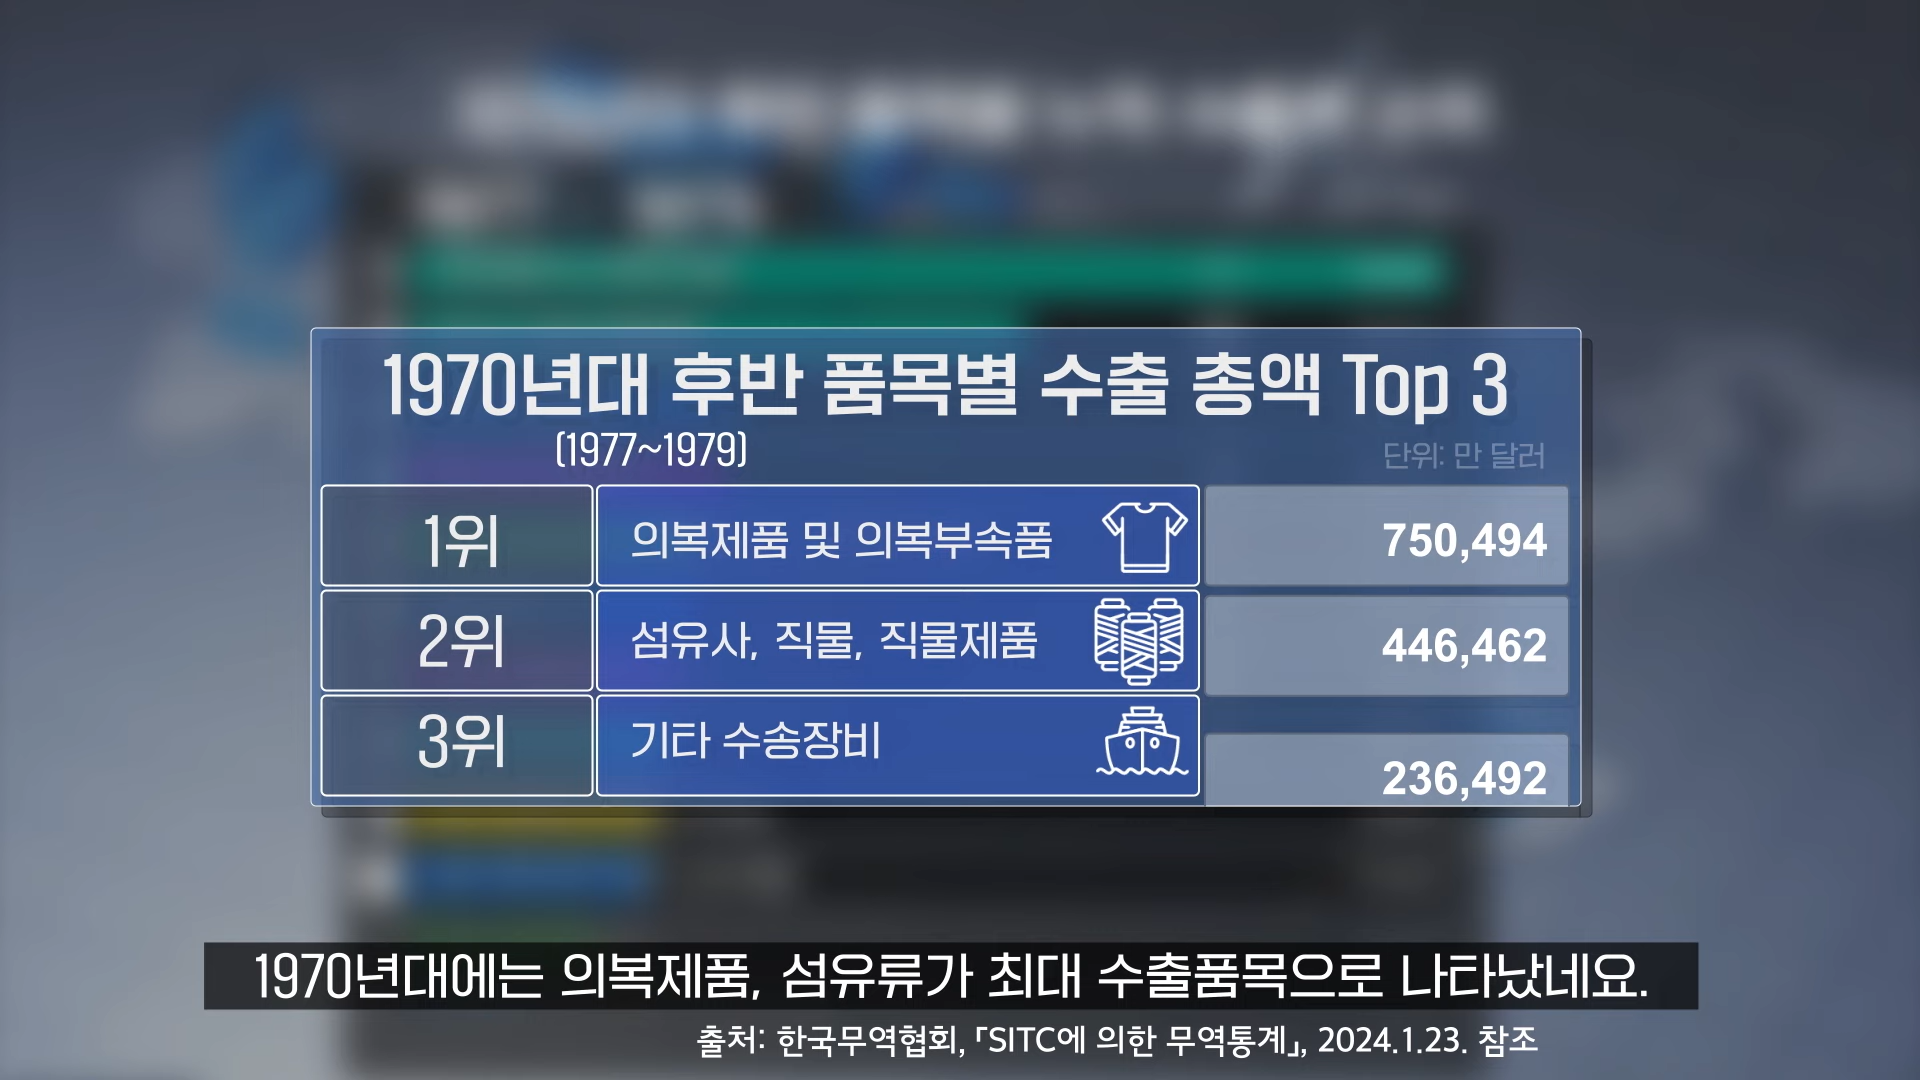 1970년대 후반 품목별 수출 총액 Top 3
(1977~1979)
단위: 만 달러
1위 의복제품 및 의복부속품 750,494
2위 섬유사, 직물, 직물제품 446,462
3위 기타 수송장비 236,492
1970년대에는 의복제품, 섬유류가 최대 수출품목으로 나타났네요.
출처: 한국무역협회, 「SITC에 의한 무역통계」, 2024.1.23. 참조